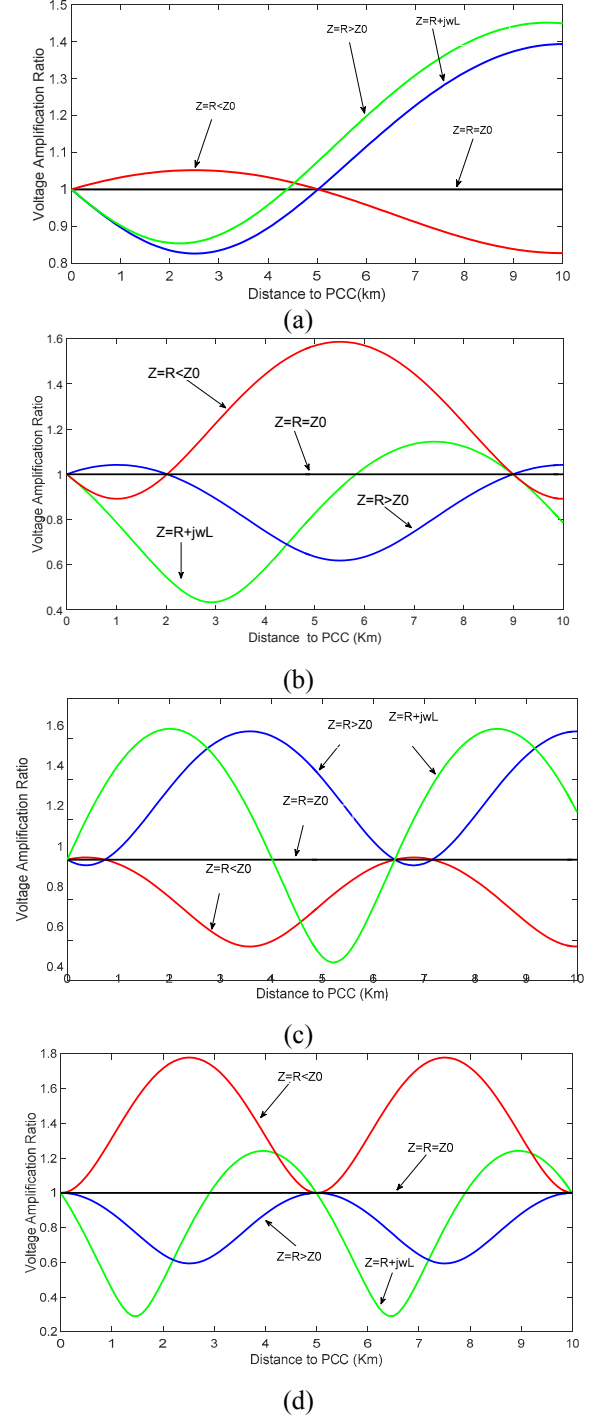 1.5
1.4
1.3
1.2
1.1
1
0.9
0.8
Voltage Amplification Ratio
Z=R>Z0
Z=R+jwL
Z=R<Z0
Z=R=Z0
0 1 2 3 4 5 6 7 8 9 10
Distance to PCC(km)
(a)
1.6
1.4
1.2
1
0.8
0.6
0.4
Voltage Amplification Ratio
Z=R<Z0
Z=R=Z0
Z=R>Z0
Z=R+jwL
0 1 2 3 4 5 6 7 8 9 10
Distance to PCC (Km)
(b)
1.6
1.4
1.2
1
0.8
0.6
0.4
Voltage Amplification Ratio
Z=R>Z0
Z=R+jwL
Z=R=Z0
Z=R<Z0
0 1 2 3 4 5 6 7 8 9 10
Distance to PCC (Km)
(c)
1.8
1.6
1.4
1.2
1
0.8
0.6
0.4
0.2
Voltage Amplification Ratio
Z=R<Z0
Z=R=Z0
Z=R>Z0
Z=R+jwL
0 1 2 3 4 5 6 7 8 9 10
Distance to PCC (Km)
(d)